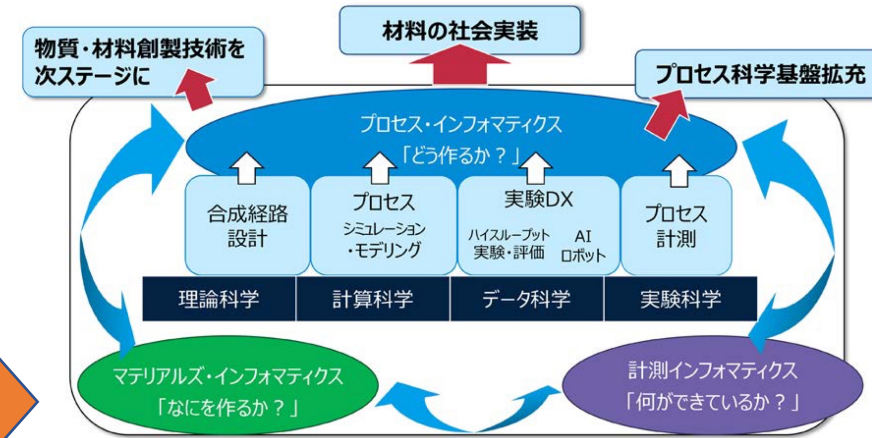 物質・材料創製技術を
次ステージに
材料の社会実装
プロセス科学基盤拡充
プロセス・インフォマティクス
「どう作るか？」
合成経路
設計
プロセス
シミュレーション
・モデリング
実験DX
ハイスループット
実験・評価
AI
ロボット
プロセス
計測
理論科学
計算科学
データ科学
実験科学
マテリアルズ・インフォマティクス
「なにを作るか？」
計測インフォマティクス
「何ができているか？」